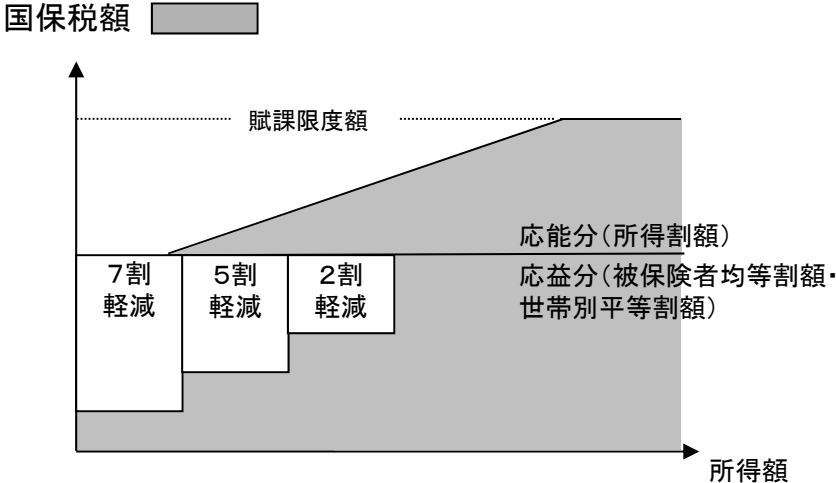 国保税額
賦課限度額
応能分(所得割額)
7割
軽減
5割
軽減
2割
軽減
応益分(被保険者均等割額・
世帯別平等割額)
所得額